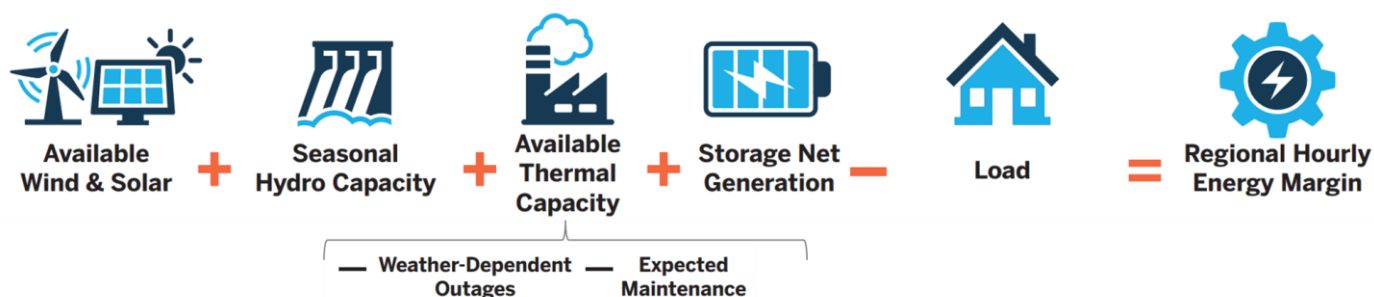 Available
Wind & Solar
+
Seasonal
Hydro Capacity
+
Available
Thermal
Capacity
+
Storage Net
Generation
−
Load
=
Regional Hourly
Energy Margin
— Weather-Dependent
Outages
— Expected
Maintenance